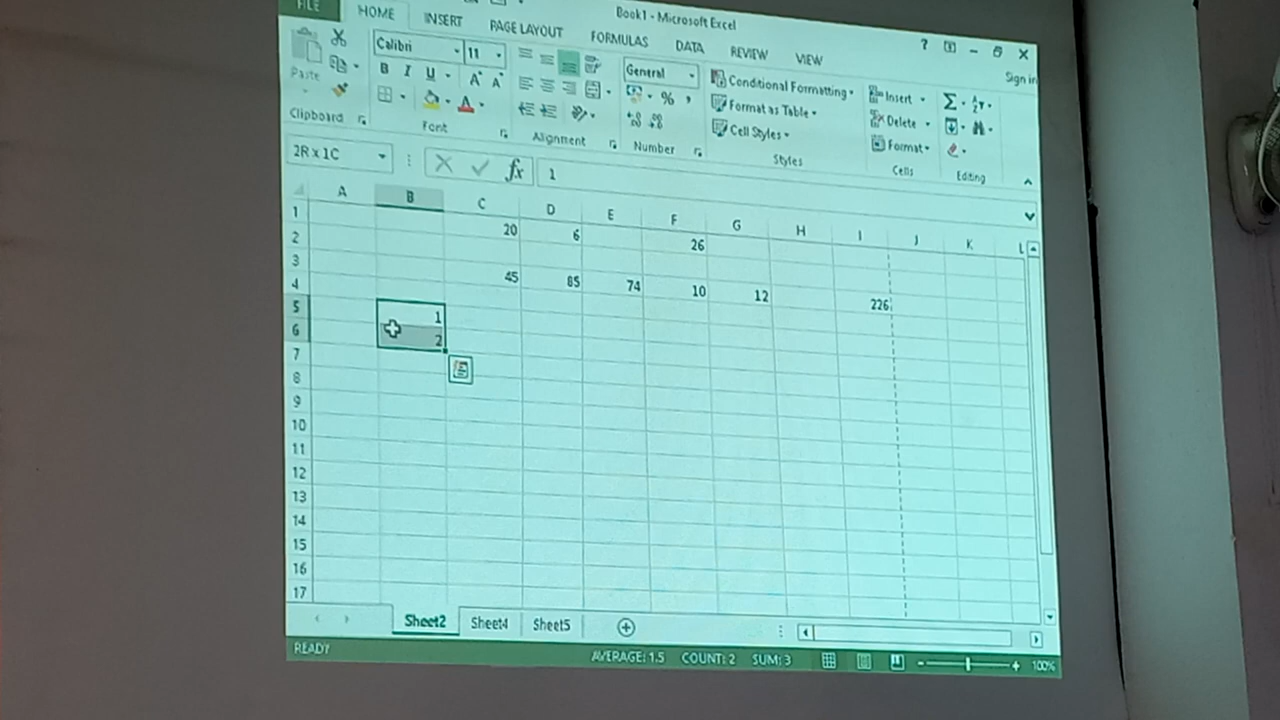 Book1 - Microsoft Excel
FILE HOME INSERT PAGE LAYOUT FORMULAS DATA REVIEW VIEW
Sign in
Paste
Calibri 11
B I U A A
General
% ,
Conditional Formatting
Format as Table
Cell Styles
Insert
Delete
Format
Clipboard Font Alignment Number Styles Cells Editing
2R x 1C fx 1
A B C D E F G H I J K L
1
2 20 6 26
3
4 45 85 74 10 12 226
5 1
6 2
7
8
9
10
11
12
13
14
15
16
17
Sheet2 Sheet4 Sheet5
READY AVERAGE: 1.5 COUNT: 2 SUM: 3 100%